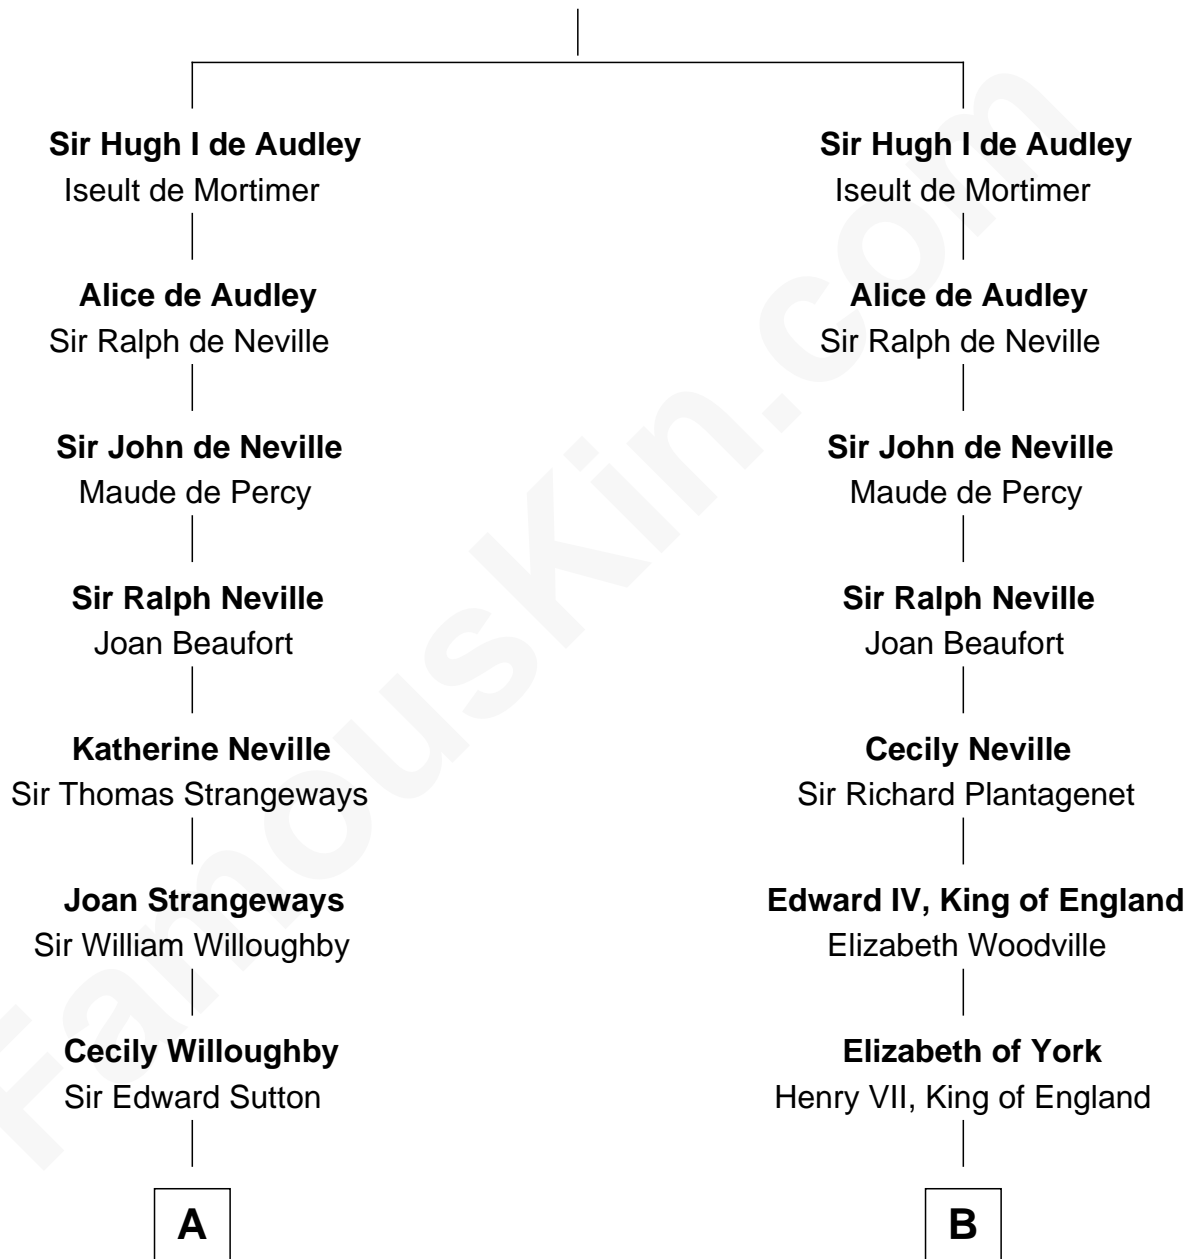 Sir Hugh I de Audley
Iseult de Mortimer
Alice de Audley
Sir Ralph de Neville
Sir John de Neville
Maude de Percy
Sir Ralph Neville
Joan Beaufort
Katherine Neville
Sir Thomas Strangeways
Joan Strangeways
Sir William Willoughby
Cecily Willoughby
Sir Edward Sutton
A
Sir Hugh I de Audley
Iseult de Mortimer
Alice de Audley
Sir Ralph de Neville
Sir John de Neville
Maude de Percy
Sir Ralph Neville
Joan Beaufort
Cecily Neville
Sir Richard Plantagenet
Edward IV, King of England
Elizabeth Woodville
Elizabeth of York
Henry VII, King of England
B
FamousKin.com